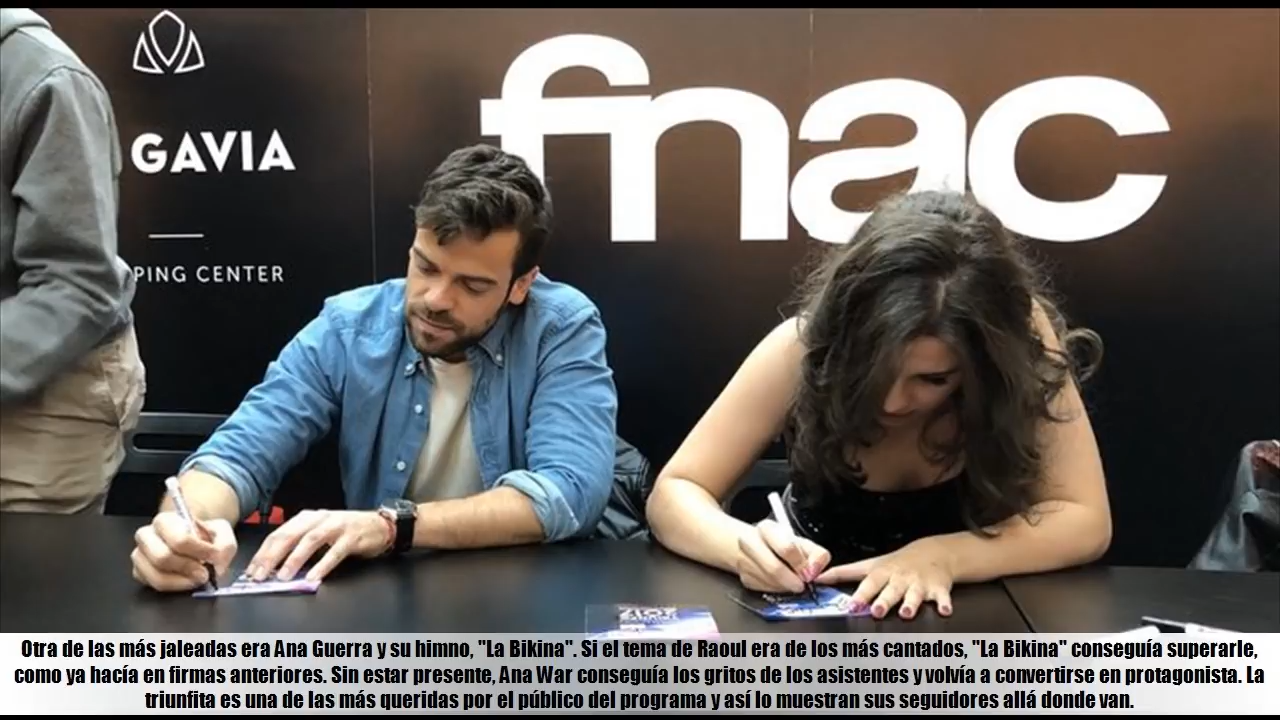 GAVIA
PING CENTER
fnac
Otra de las más jaleadas era Ana Guerra y su himno, "La Bikina". Si el tema de Raoul era de los más cantados, "La Bikina" conseguía superarle,
como ya hacía en firmas anteriores. Sin estar presente, Ana War conseguía los gritos de los asistentes y volvía a convertirse en protagonista. La
triunfita es una de las más queridas por el público del programa y así lo muestran sus seguidores allá donde van.